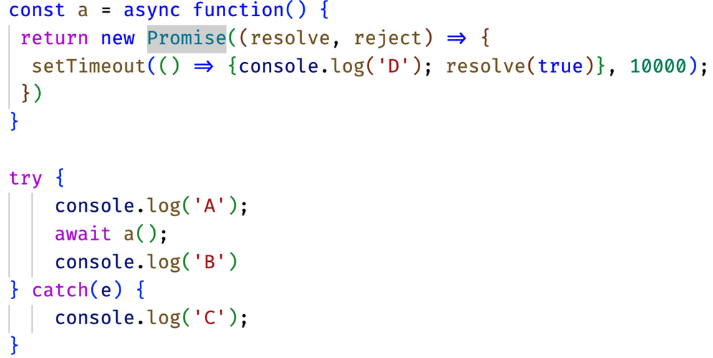 const a = async function() {
return new Promise((resolve, reject) => {
setTimeout(() => {console.log('D'); resolve(true)}, 10000);
})
}
try {
console.log('A');
await a();
console.log('B')
} catch(e) {
console.log('C');
}